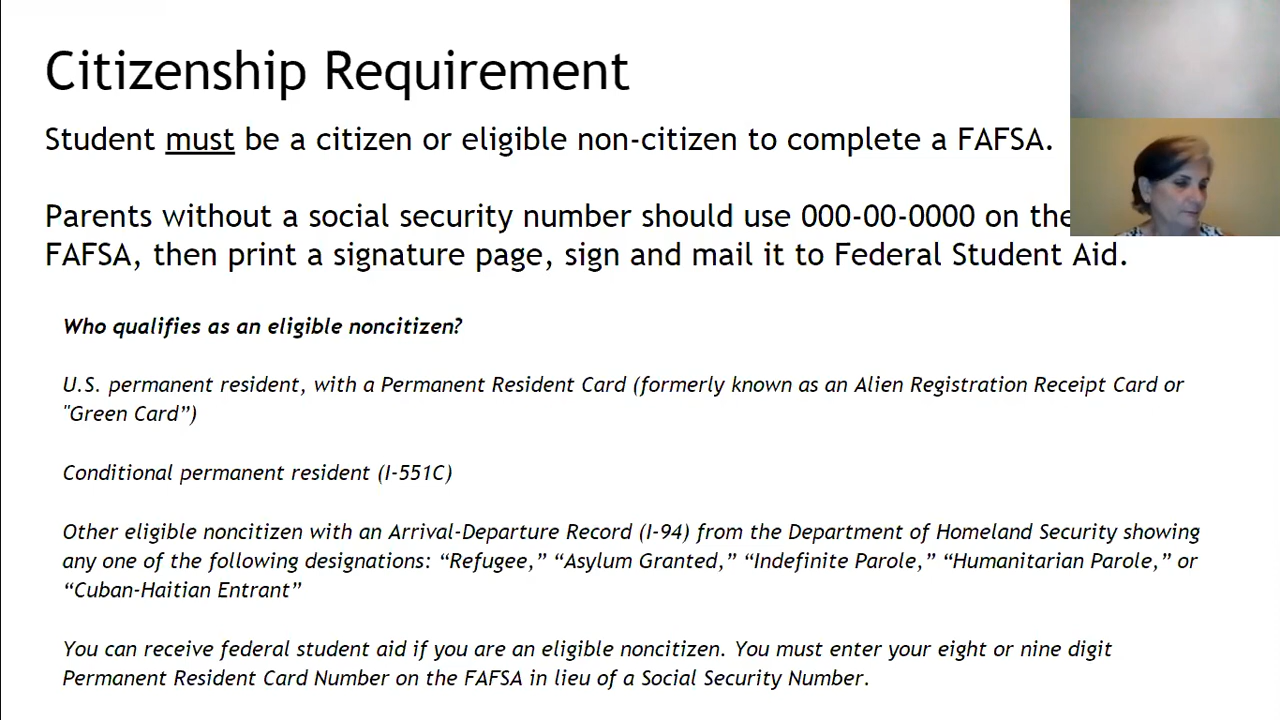 Citizenship Requirement
Student must be a citizen or eligible non-citizen to complete a FAFSA.
Parents without a social security number should use 000-00-0000 on the
FAFSA, then print a signature page, sign and mail it to Federal Student Aid.
Who qualifies as an eligible noncitizen?
U.S. permanent resident, with a Permanent Resident Card (formerly known as an Alien Registration Receipt Card or
"Green Card”)
Conditional permanent resident (I-551C)
Other eligible noncitizen with an Arrival-Departure Record (I-94) from the Department of Homeland Security showing
any one of the following designations: “Refugee,” “Asylum Granted,” “Indefinite Parole,” “Humanitarian Parole,” or
“Cuban-Haitian Entrant”
You can receive federal student aid if you are an eligible noncitizen. You must enter your eight or nine digit
Permanent Resident Card Number on the FAFSA in lieu of a Social Security Number.